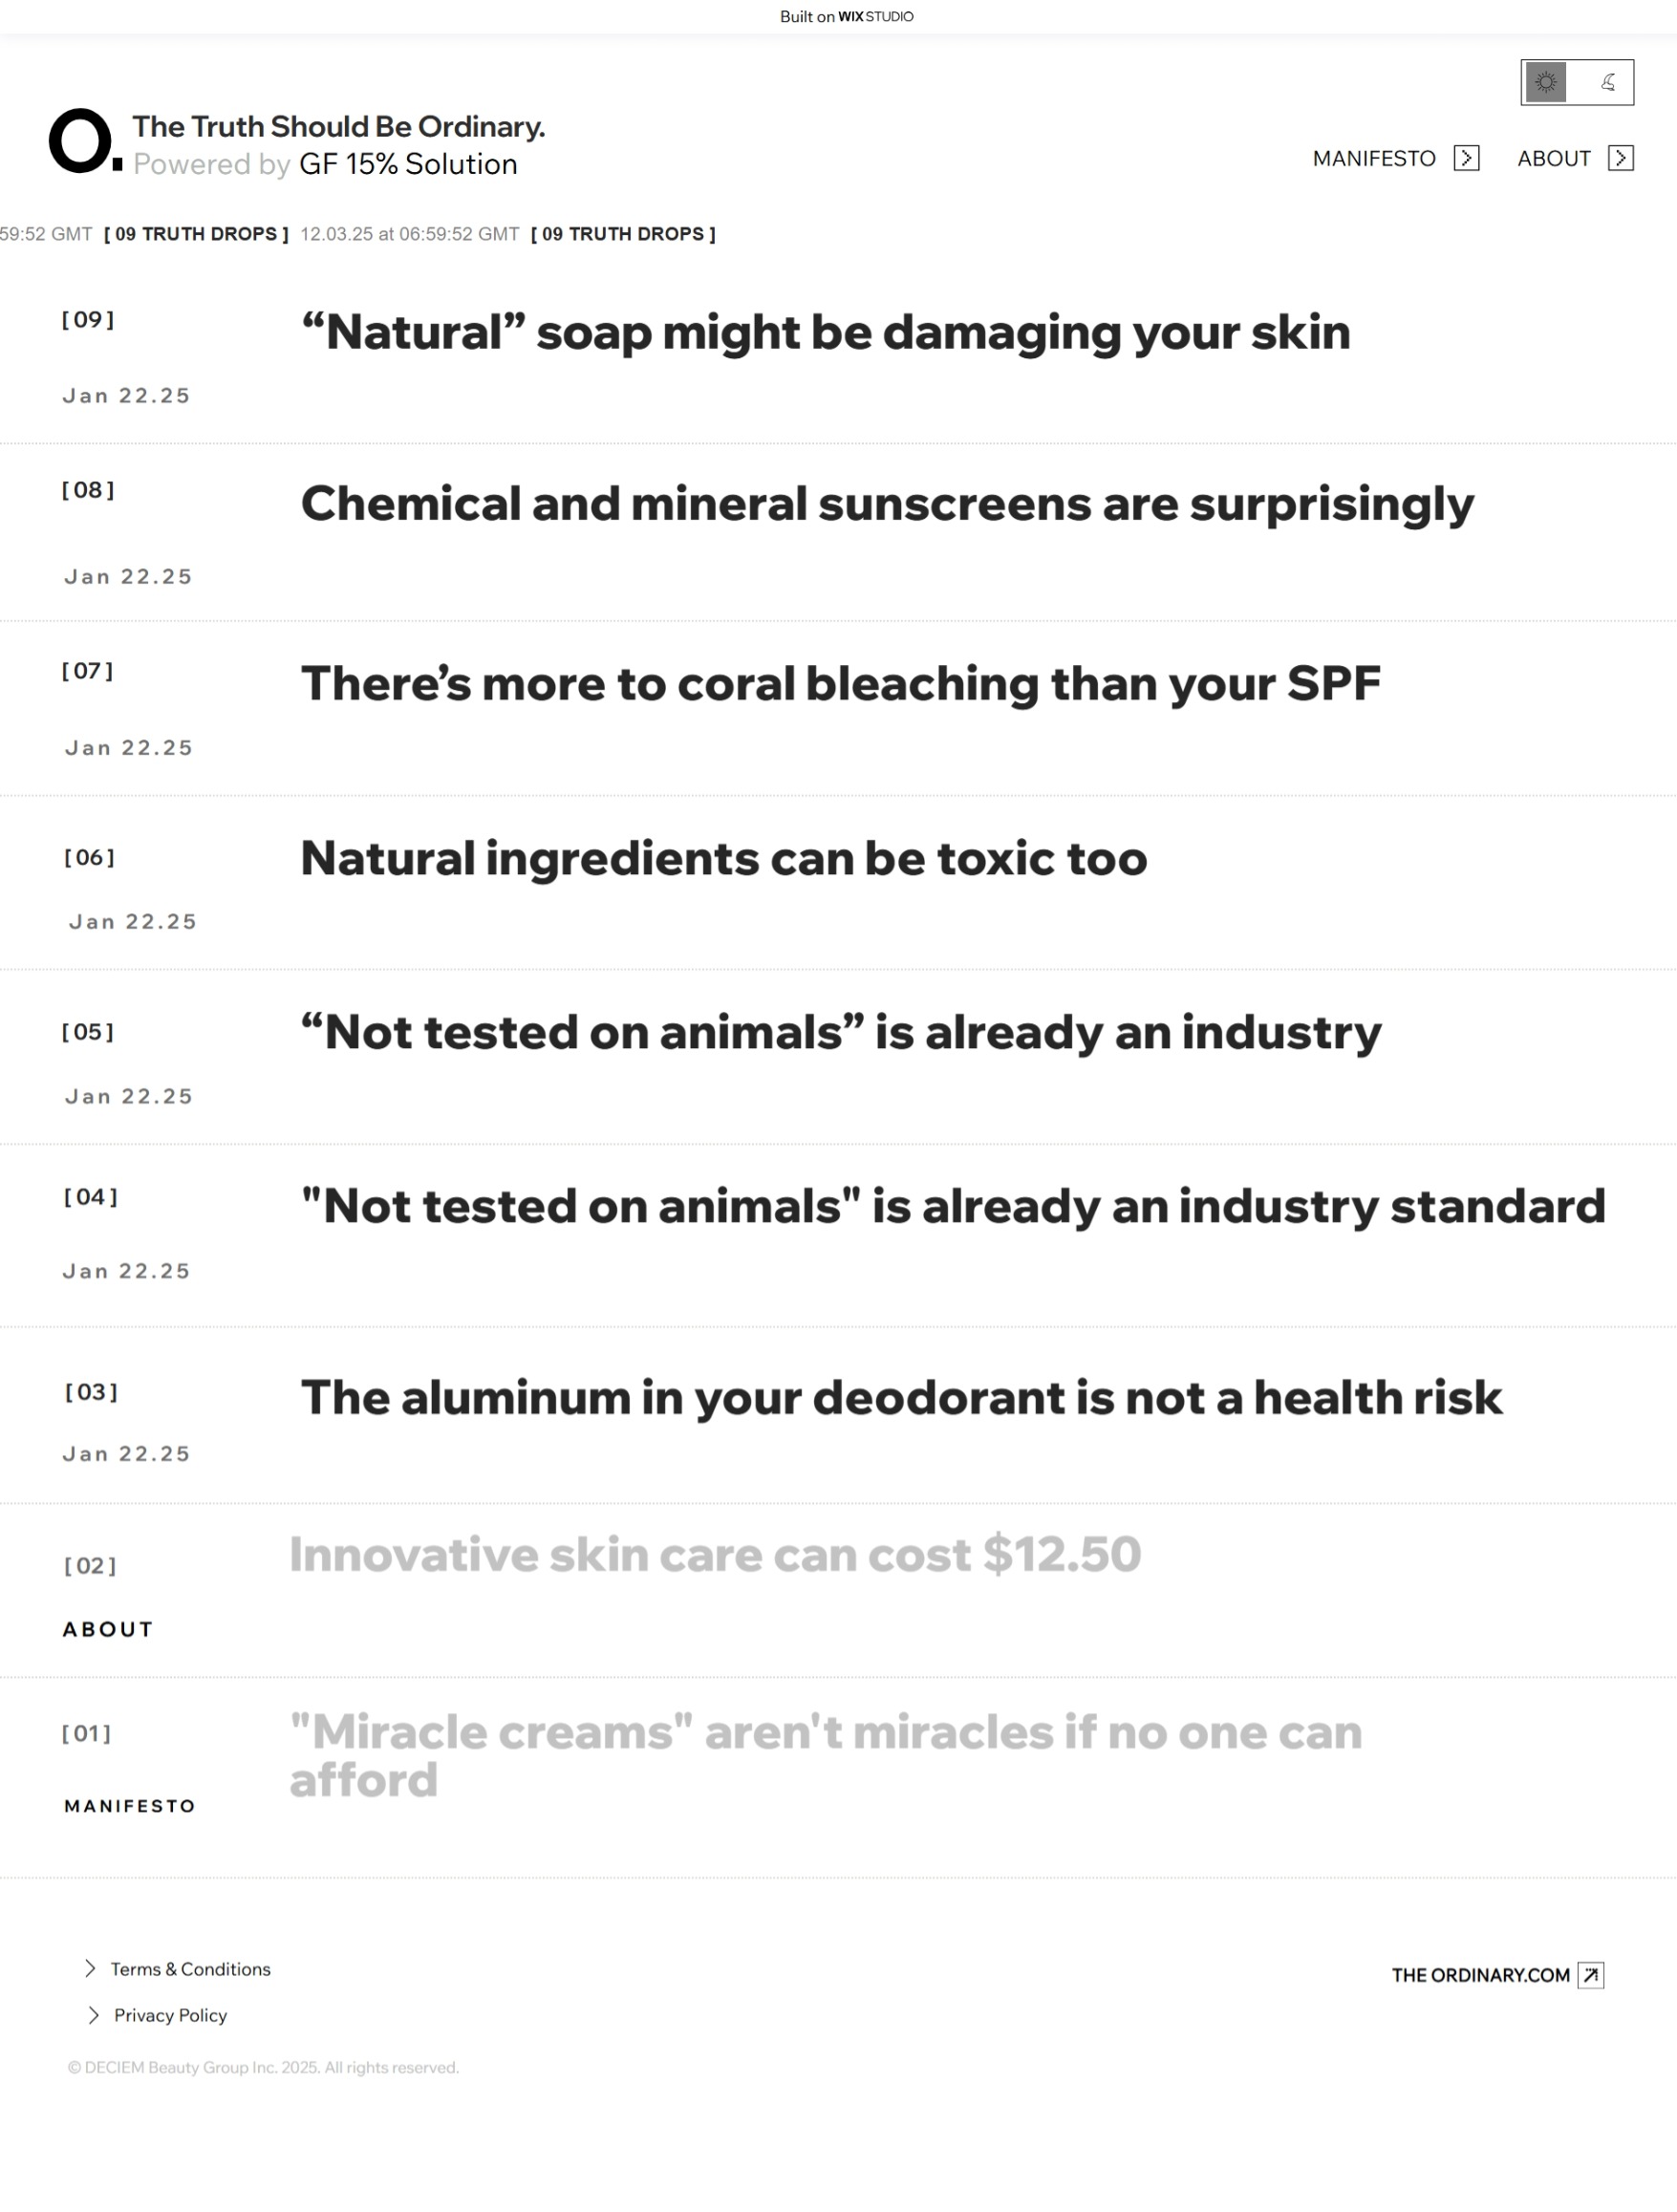 Built on WIX STUDIO
O.
The Truth Should Be Ordinary.
Powered by GF 15% Solution
MANIFESTO
ABOUT
59:52 GMT [ 09 TRUTH DROPS ] 12.03.25 at 06:59:52 GMT [ 09 TRUTH DROPS ]
[09]
“Natural” soap might be damaging your skin
Jan 22.25
[08]
Chemical and mineral sunscreens are surprisingly
Jan 22.25
[07]
There’s more to coral bleaching than your SPF
Jan 22.25
[06]
Natural ingredients can be toxic too
Jan 22.25
[05]
“Not tested on animals” is already an industry
Jan 22.25
[04]
"Not tested on animals" is already an industry standard
Jan 22.25
[03]
The aluminum in your deodorant is not a health risk
Jan 22.25
[02]
Innovative skin care can cost $12.50
ABOUT
[01]
"Miracle creams" aren't miracles if no one can
afford
MANIFESTO
Terms & Conditions
THE ORDINARY.COM
Privacy Policy
© DECIEM Beauty Group Inc. 2025. All rights reserved.